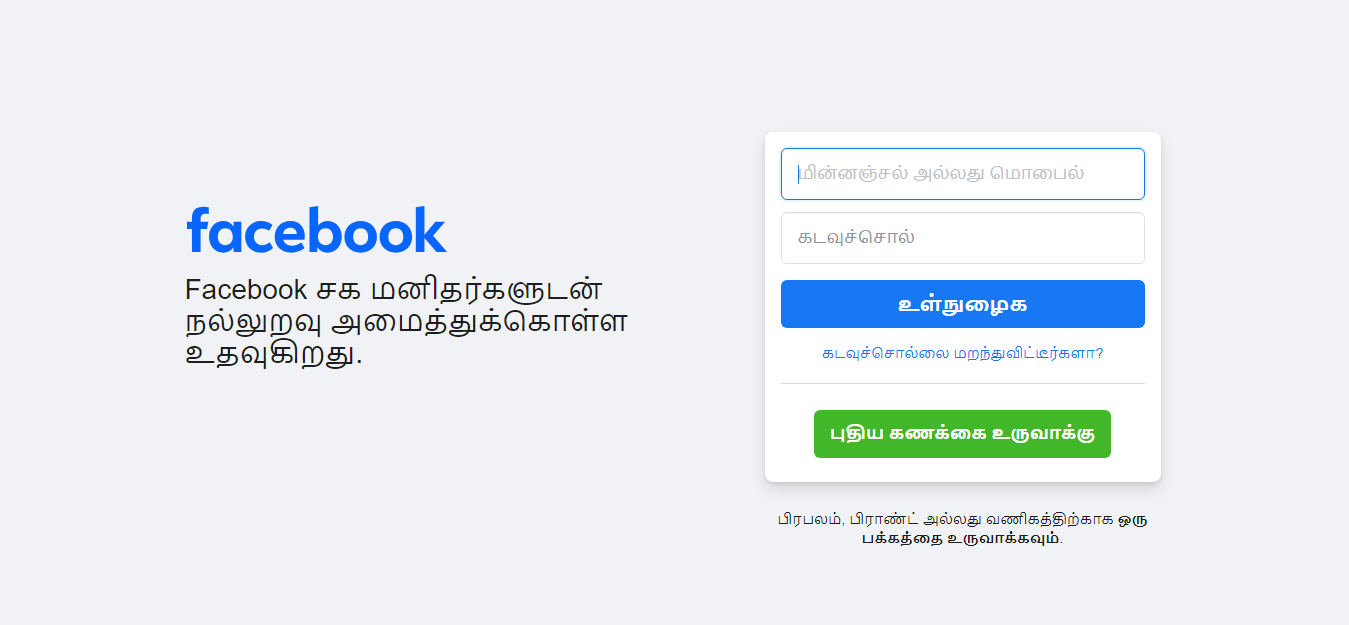 facebook
Facebook சக மனிதர்களுடன்
நல்லுறவு அமைத்துக்கொள்ள
உதவுகிறது.
மின்னஞ்சல் அல்லது மொபைல்
கடவுச்சொல்
உள்நுழைக
கடவுச்சொல்லை மறந்துவிட்டீர்களா?
புதிய கணக்கை உருவாக்கு
பிரபலம், பிராண்ட் அல்லது வணிகத்திற்காக ஒரு
பக்கத்தை உருவாக்கவும்.